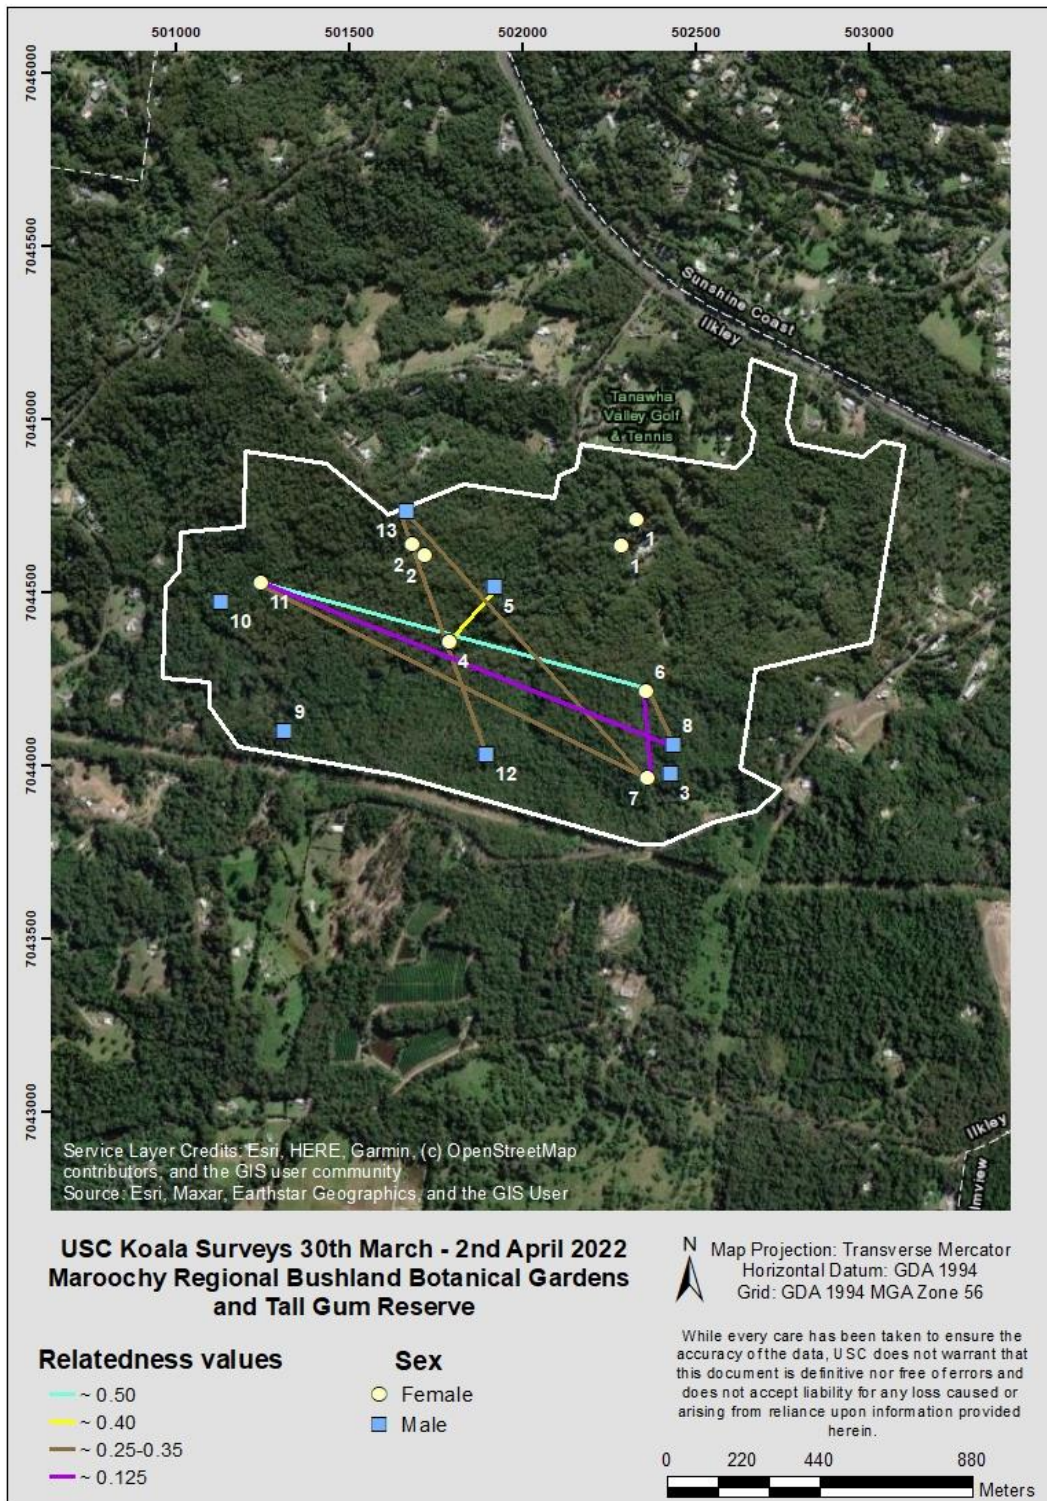 501000 501500 502000 502500 503000
7046000
7045500
7045000
7044500
7044000
7043500
7043000
Sunshine Coast
Ilkley
Tanawha
Valley Golf
& Tennis
13
1
2
2
1
5
11
10
4
6
9
8
12
7
3
Ilkley
lmview
Service Layer Credits: Esri, HERE, Garmin, (c) OpenStreetMap
contributors, and the GIS user community
Source: Esri, Maxar, Earthstar Geographics, and the GIS User
USC Koala Surveys 30th March - 2nd April 2022
Maroochy Regional Bushland Botanical Gardens
and Tall Gum Reserve
N
Map Projection: Transverse Mercator
Horizontal Datum: GDA 1994
Grid: GDA 1994 MGA Zone 56
Relatedness values
~ 0.50
~ 0.40
~ 0.25-0.35
~ 0.125
Sex
Female
Male
While every care has been taken to ensure the
accuracy of the data, USC does not warrant that
this document is definitive nor free of errors and
does not accept liability for any loss caused or
arising from reliance upon information provided
herein.
0 220 440 880
Meters